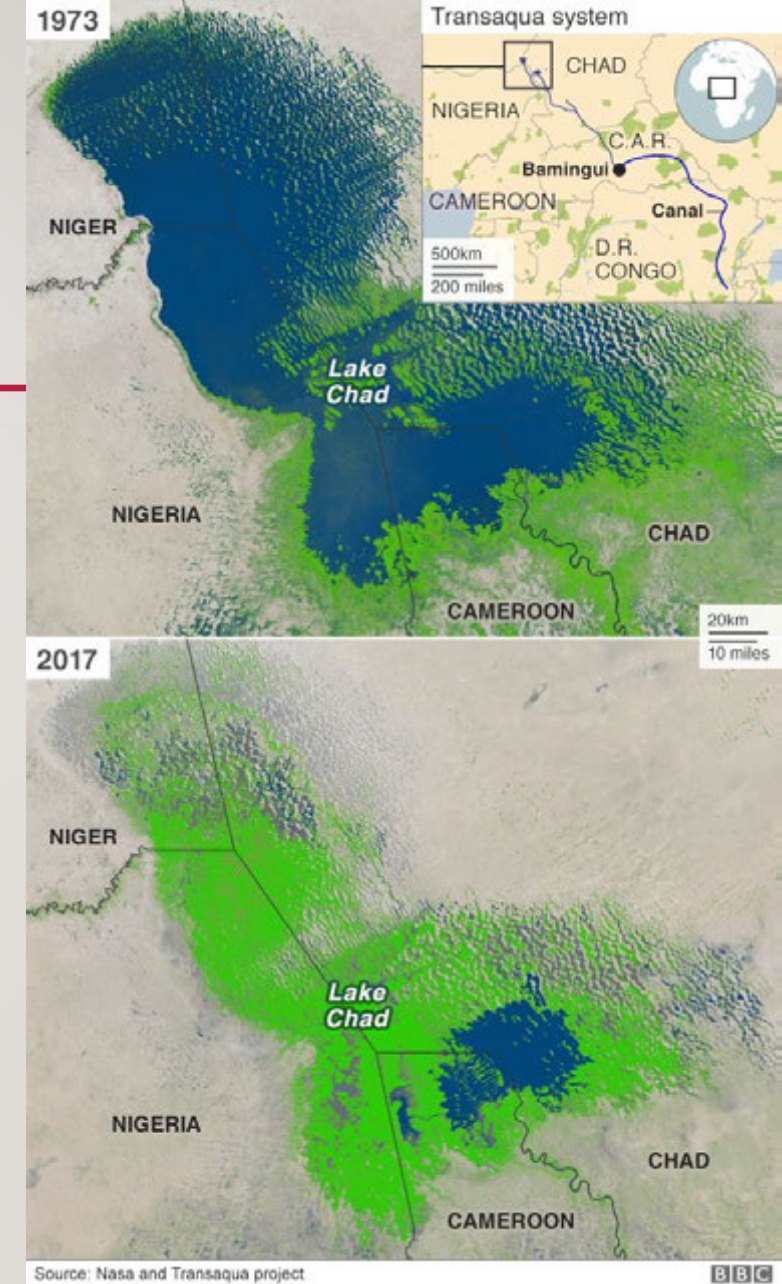 1973
Transaqua system
CHAD
NIGERIA
C.A.R.
Bamingui
CAMEROON
Canal
D.R.
CONGO
500km
200 miles
NIGER
Lake
Chad
NIGERIA
CHAD
CAMEROON
20km
10 miles
2017
NIGER
Lake
Chad
NIGERIA
CHAD
CAMEROON
Source: Nasa and Transaqua project
BBC